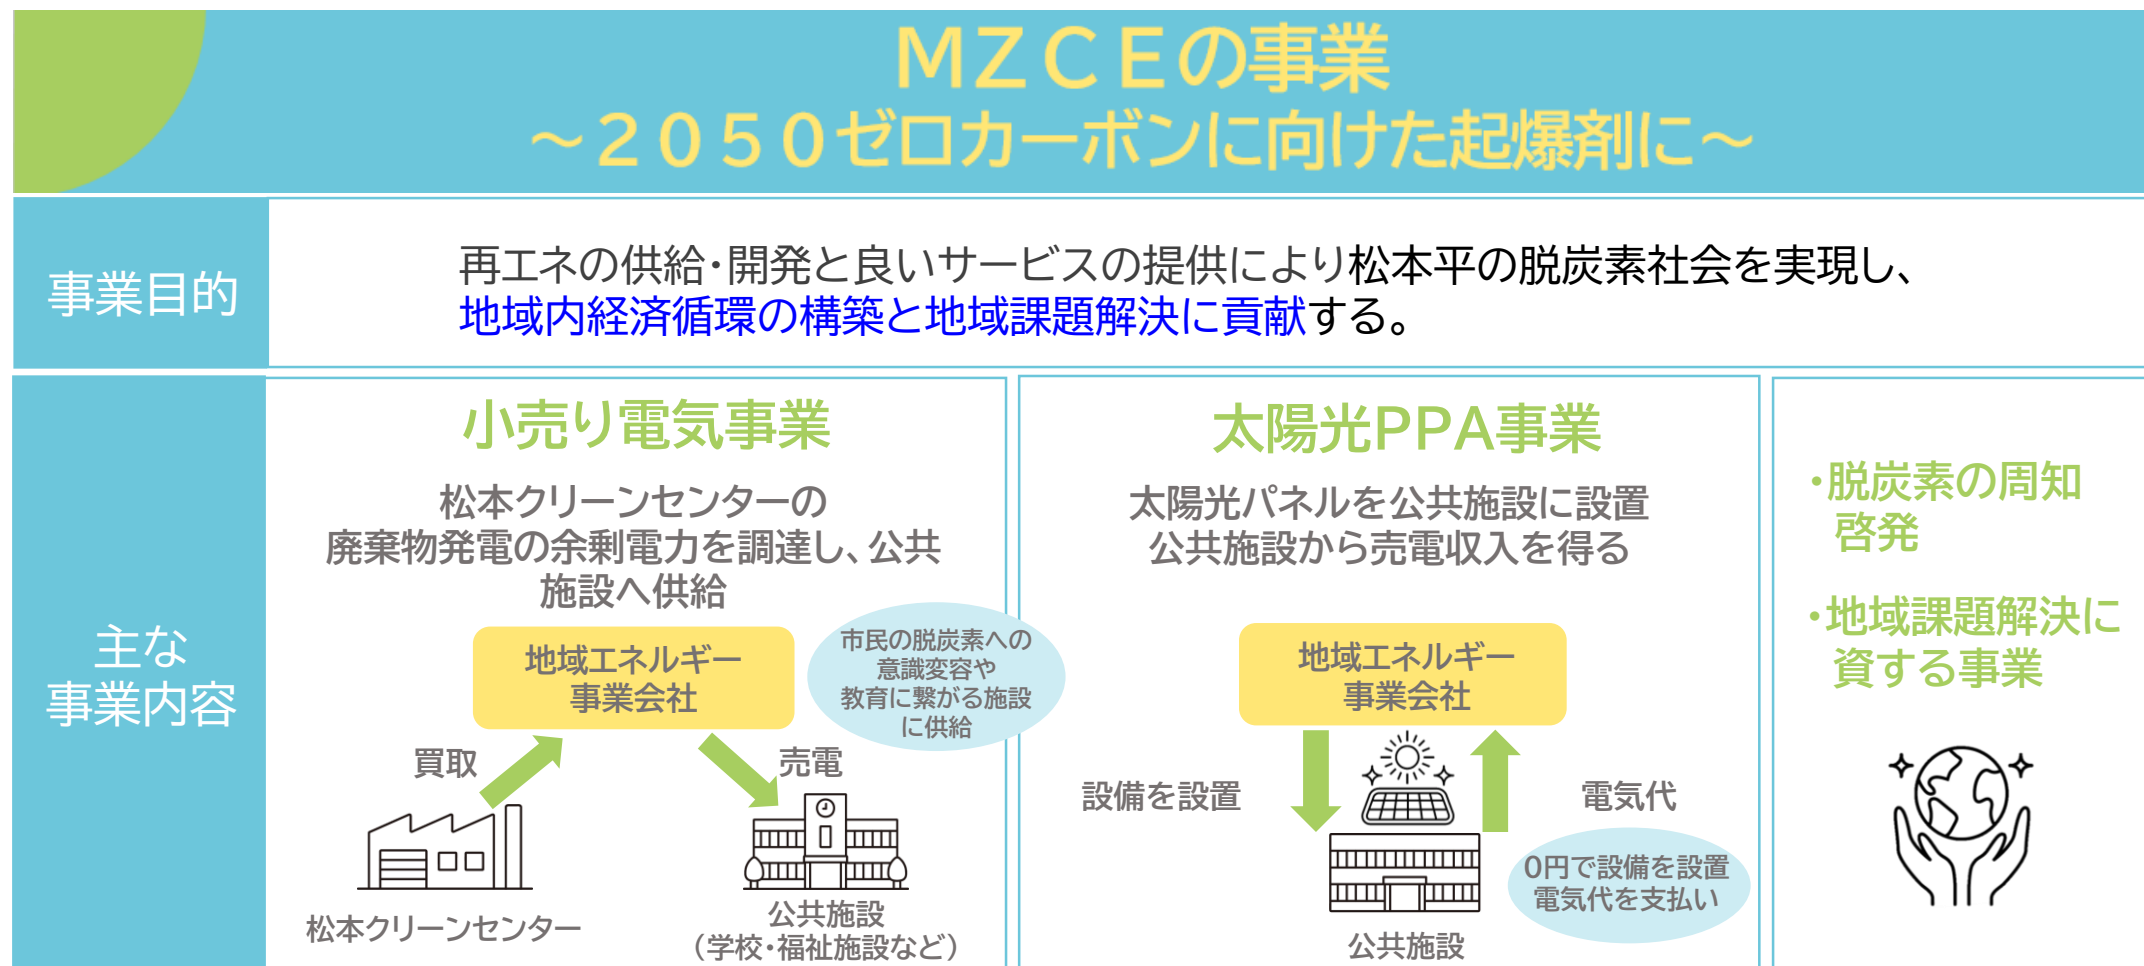 MZCEの事業
～2050ゼロカーボンに向けた起爆剤に～
事業目的
再エネの供給・開発と良いサービスの提供により松本平の脱炭素社会を実現し、
地域内経済循環の構築と地域課題解決に貢献する。
主な
事業内容
小売り電気事業
松本クリーンセンターの
廃棄物発電の余剰電力を調達し、公共
施設へ供給
地域エネルギー
事業会社
市民の脱炭素への
意識変容や
教育に繋がる施設
に供給
買取
売電
松本クリーンセンター
公共施設
（学校・福祉施設など）
太陽光PPA事業
太陽光パネルを公共施設に設置
公共施設から売電収入を得る
地域エネルギー
事業会社
設備を設置
電気代
0円で設備を設置
電気代を支払い
公共施設
・脱炭素の周知
啓発
・地域課題解決に
資する事業